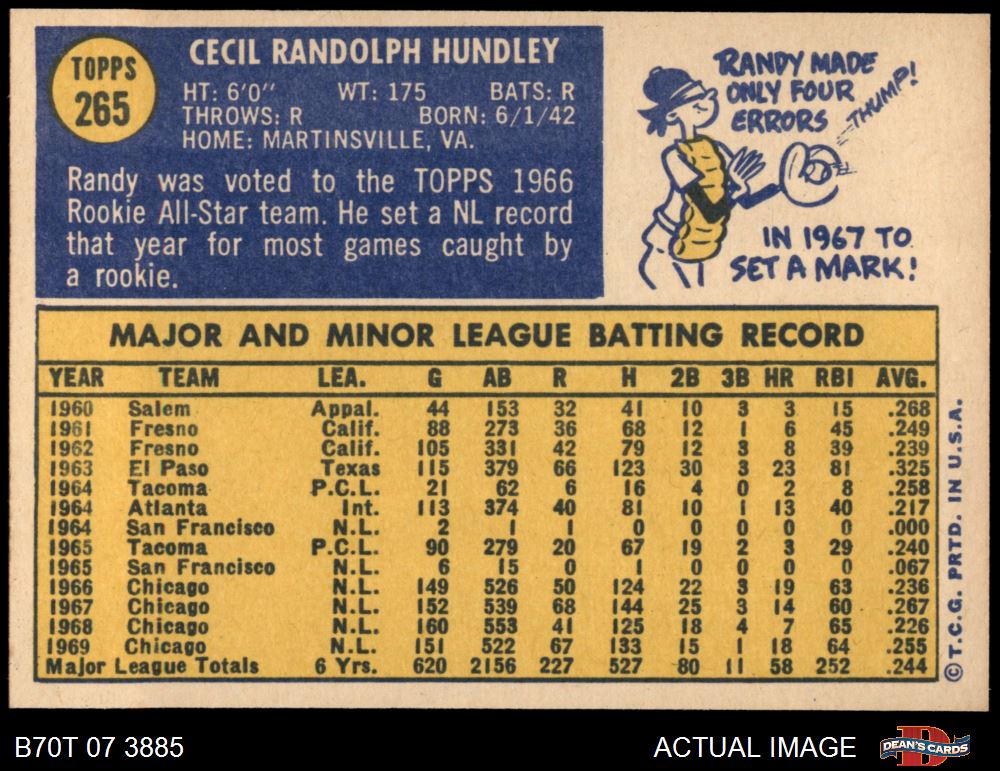 TOPPS
265
CECIL RANDOLPH HUNDLEY
HT: 6'0" WT: 175 BATS: R
THROWS: R BORN: 6/1/42
HOME: MARTINSVILLE, VA.
Randy was voted to the TOPPS 1966
Rookie All-Star team. He set a NL record
that year for most games caught by
a rookie.
RANDY MADE
ONLY FOUR
ERRORS
THUMP!
IN 1967 TO
SET A MARK!
MAJOR AND MINOR LEAGUE BATTING RECORD
YEAR TEAM LEA. G AB R H 2B 3B HR RBI AVG.
1960 Salem Appal. 44 153 32 41 10 3 3 15 .268
1961 Fresno Calif. 88 273 36 68 12 1 6 45 .249
1962 Fresno Calif. 105 331 42 79 12 3 8 39 .239
1963 El Paso Texas 115 379 66 123 30 3 23 81 .325
1964 Tacoma P.C.L. 21 62 6 16 4 0 2 8 .258
1964 Atlanta Int. 113 374 40 81 10 1 13 40 .217
1964 San Francisco N.L. 2 1 1 0 0 0 0 0 .000
1965 Tacoma P.C.L. 90 279 20 67 19 2 3 29 .240
1965 San Francisco N.L. 6 15 0 1 0 0 0 0 .067
1966 Chicago N.L. 149 526 50 124 22 3 19 63 .236
1967 Chicago N.L. 152 539 68 144 25 3 14 60 .267
1968 Chicago N.L. 160 553 41 125 18 4 7 65 .226
1969 Chicago N.L. 151 522 67 133 15 1 18 64 .255
Major League Totals 6 Yrs. 620 2156 227 527 80 11 58 252 .244
© T.C.G. PRTD. IN U.S.A.
B70T 07 3885
ACTUAL IMAGE
DEAN'S CARDS